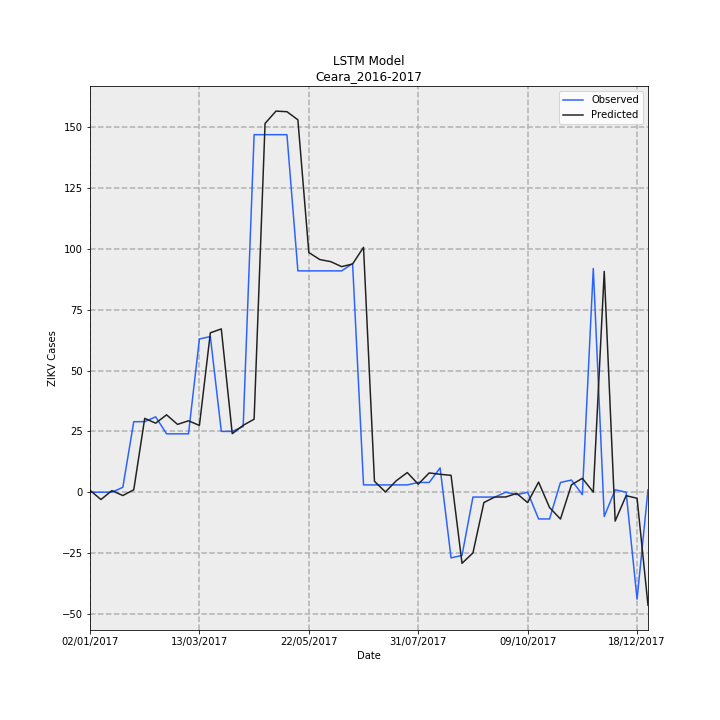 LSTM Model
Ceara_2016-2017
Observed
Predicted
ZIKV Cases
150
125
100
75
50
25
0
−25
−50
02/01/2017
13/03/2017
22/05/2017
31/07/2017
09/10/2017
18/12/2017
Date